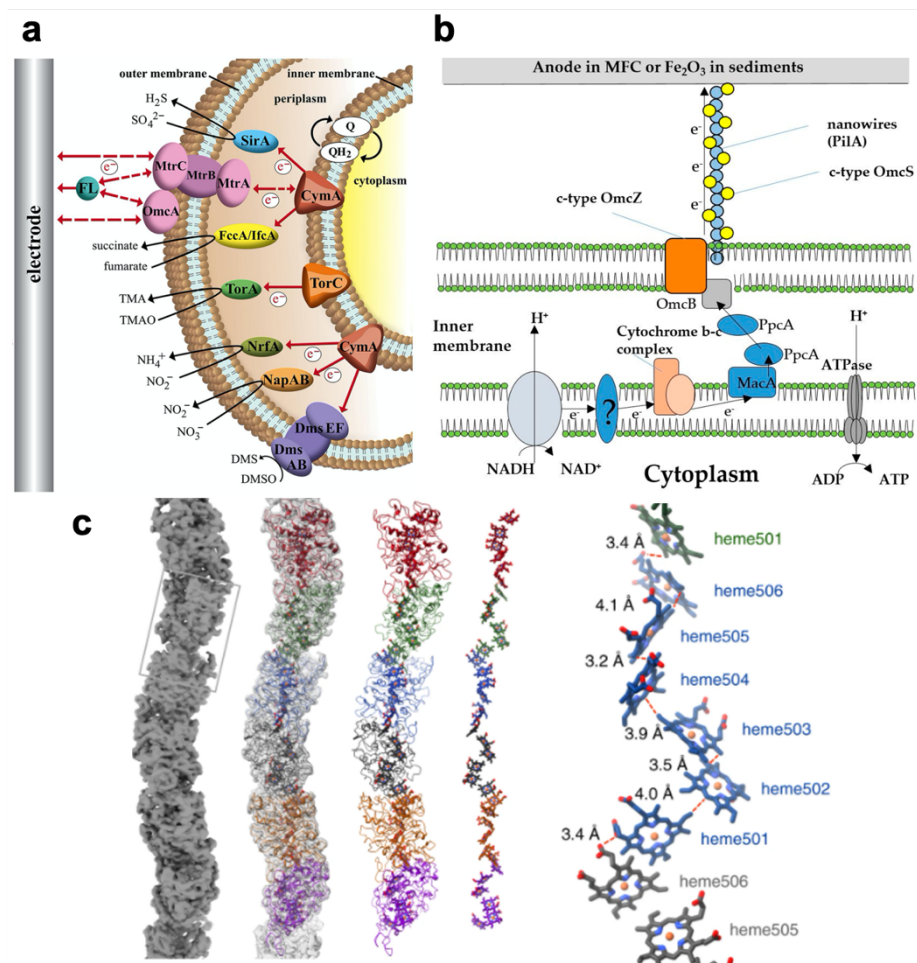 a
outer membrane
inner membrane
periplasm
H₂S
SO₄²⁻
SirA
Q
QH₂
cytoplasm
e⁻
MtrC
MtrB
MtrA
e⁻
CymA
FL
OmcA
electrode
FccA/IfcA
succinate
fumarate
TorA
TorC
e⁻
TMA
TMAO
NrfA
CymA
e⁻
NH₄⁺
NO₂⁻
NapAB
e⁻
NO₂⁻
NO₃⁻
Dms EF
Dms
AB
DMS
DMSO
b
Anode in MFC or Fe₂O₃ in sediments
e⁻
nanowires
(PilA)
e⁻
c-type OmcS
c-type OmcZ
e⁻
OmcB
H⁺
PpcA
H⁺
Inner
membrane
Cytochrome b-c
complex
PpcA
ATPase
MacA
?
e⁻
e⁻
e⁻
NADH
NAD⁺
Cytoplasm
ADP
ATP
c
heme501
3.4 Å
heme506
4.1 Å
heme505
3.2 Å
heme504
3.9 Å
heme503
3.5 Å
heme502
4.0 Å
heme501
3.4 Å
heme506
heme505